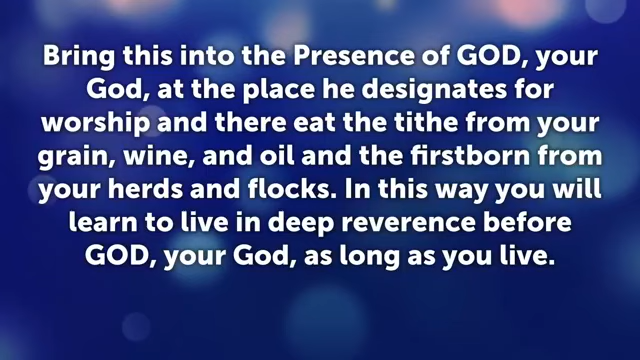 Bring this into the Presence of GOD, your
God, at the place he designates for
worship and there eat the tithe from your
grain, wine, and oil and the firstborn from
your herds and flocks. In this way you will
learn to live in deep reverence before
GOD, your God, as long as you live.